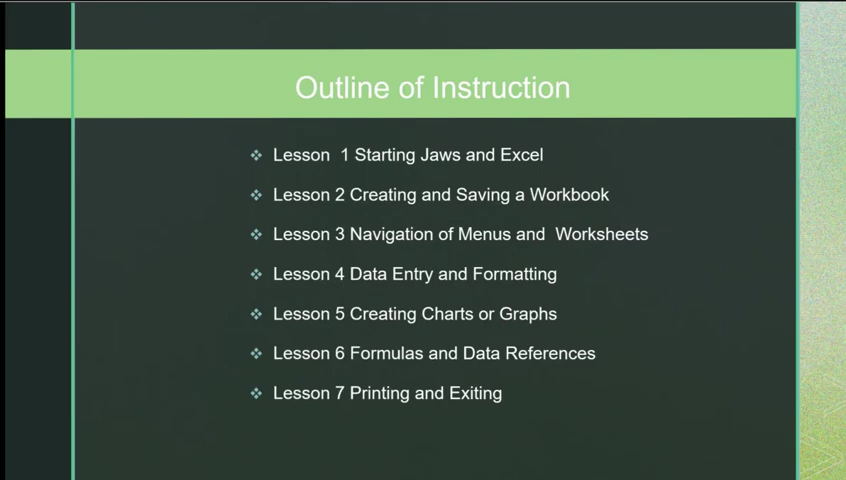 Outline of Instruction
Lesson  1 Starting Jaws and Excel
Lesson 2 Creating and Saving a Workbook
Lesson 3 Navigation of Menus and  Worksheets
Lesson 4 Data Entry and Formatting
Lesson 5 Creating Charts or Graphs
Lesson 6 Formulas and Data References
Lesson 7 Printing and Exiting